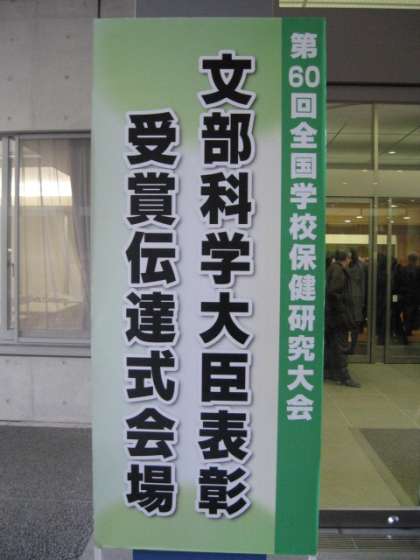 第60回全国学校保健研究大会
文部科学大臣表彰
受賞伝達式会場